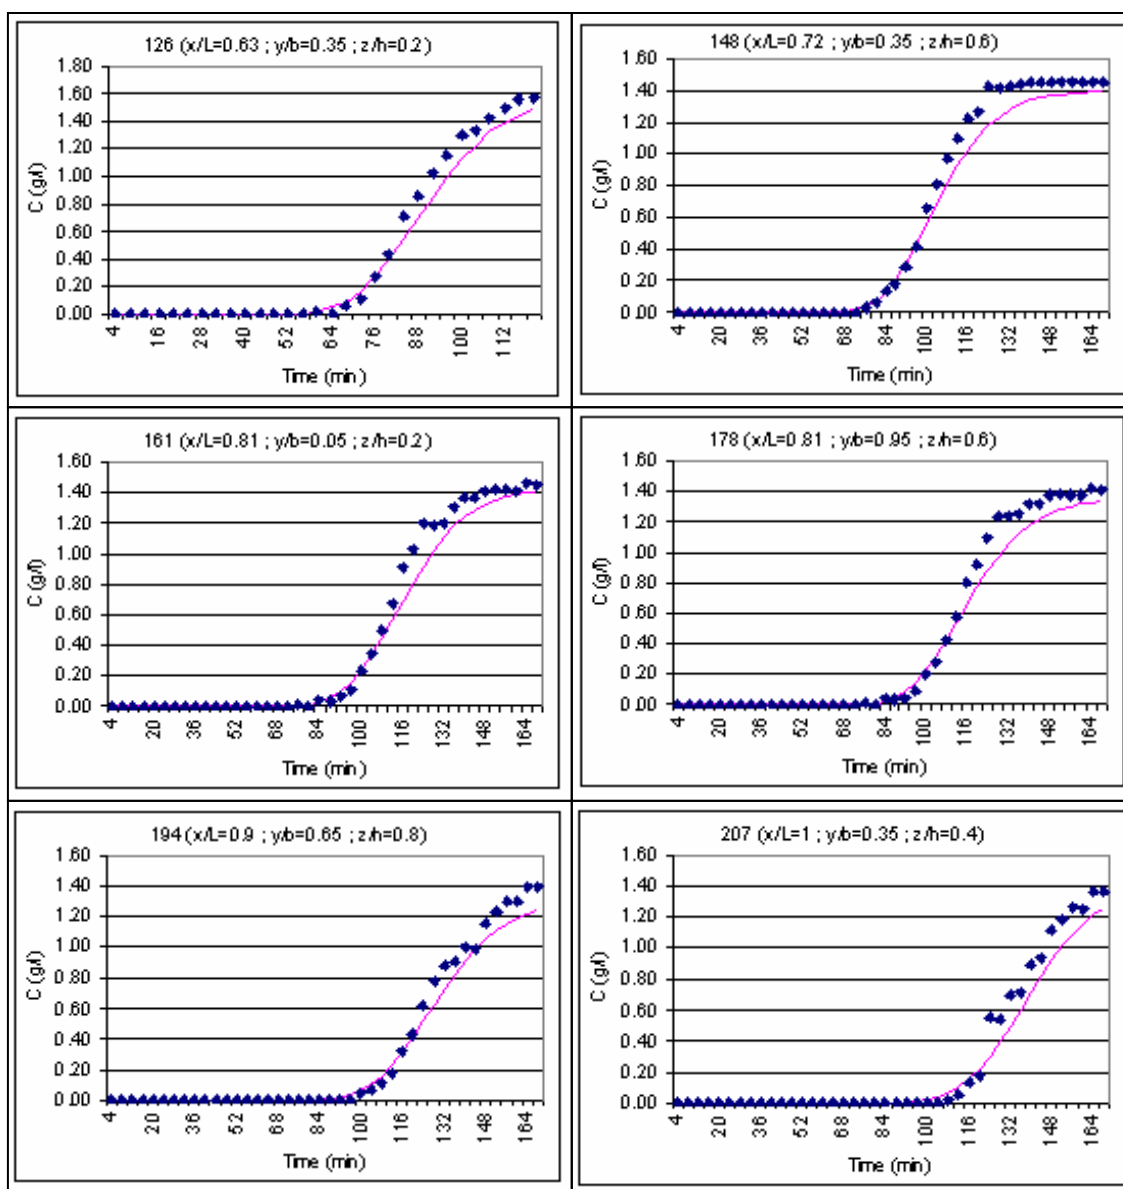 126 (x/L=0.63 ; y/b=0.35 ; z/h=0.2)
C (g/l)
1.80
1.60
1.40
1.20
1.00
0.80
0.60
0.40
0.20
0.00
4 16 28 40 52 64 76 88 100 112
Time (min)
148 (x/L=0.72 ; y/b=0.35 ; z/h=0.6)
C (g/l)
1.60
1.40
1.20
1.00
0.80
0.60
0.40
0.20
0.00
4 20 36 52 68 84 100 116 132 148 164
Time (min)
161 (x/L=0.81 ; y/b=0.05 ; z/h=0.2)
C (g/l)
1.60
1.40
1.20
1.00
0.80
0.60
0.40
0.20
0.00
4 20 36 52 68 84 100 116 132 148 164
Time (min)
178 (x/L=0.81 ; y/b=0.95 ; z/h=0.6)
C (g/l)
1.60
1.40
1.20
1.00
0.80
0.60
0.40
0.20
0.00
4 20 36 52 68 84 100 116 132 148 164
Time (min)
194 (x/L=0.9 ; y/b=0.65 ; z/h=0.8)
C (g/l)
1.60
1.40
1.20
1.00
0.80
0.60
0.40
0.20
0.00
4 20 36 52 68 84 100 116 132 148 164
Time (min)
207 (x/L=1 ; y/b=0.35 ; z/h=0.4)
C (g/l)
1.60
1.40
1.20
1.00
0.80
0.60
0.40
0.20
0.00
4 20 36 52 68 84 100 116 132 148 164
Time (min)